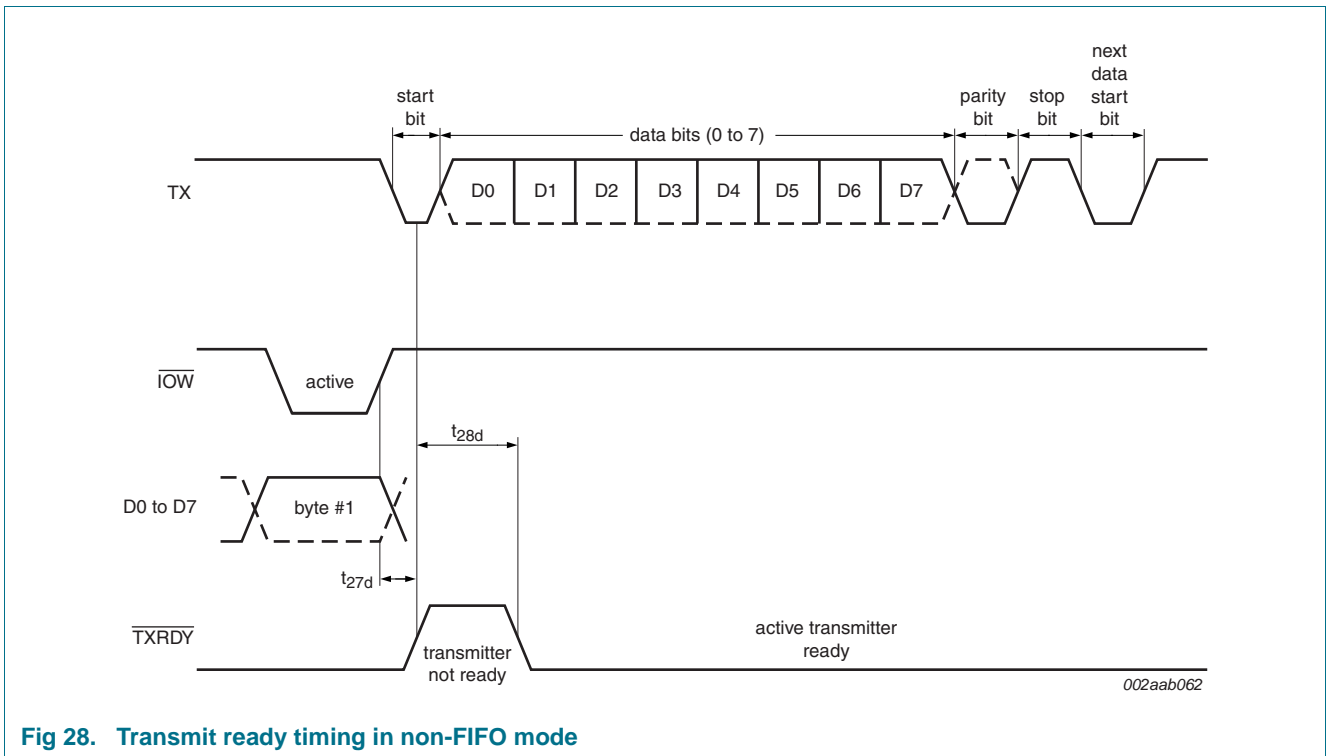 start
bit
data bits (0 to 7)
parity
bit
stop
bit
next
data
start
bit
TX
D0
D1
D2
D3
D4
D5
D6
D7
IOW
active
t28d
D0 to D7
byte #1
t27d
TXRDY
transmitter
not ready
active transmitter
ready
002aab062
Fig 28. Transmit ready timing in non-FIFO mode